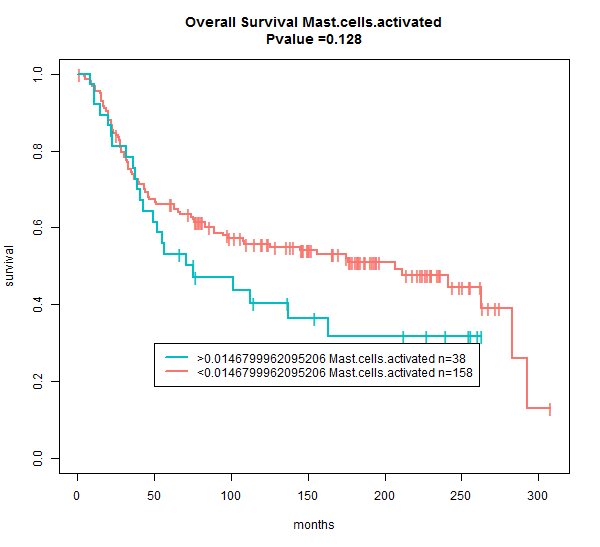 Overall Survival Mast.cells.activated
Pvalue =0.128
survival
1.0
0.8
0.6
0.4
0.2
0.0
>0.0146799962095206 Mast.cells.activated n=38
<0.0146799962095206 Mast.cells.activated n=158
0 50 100 150 200 250 300
months